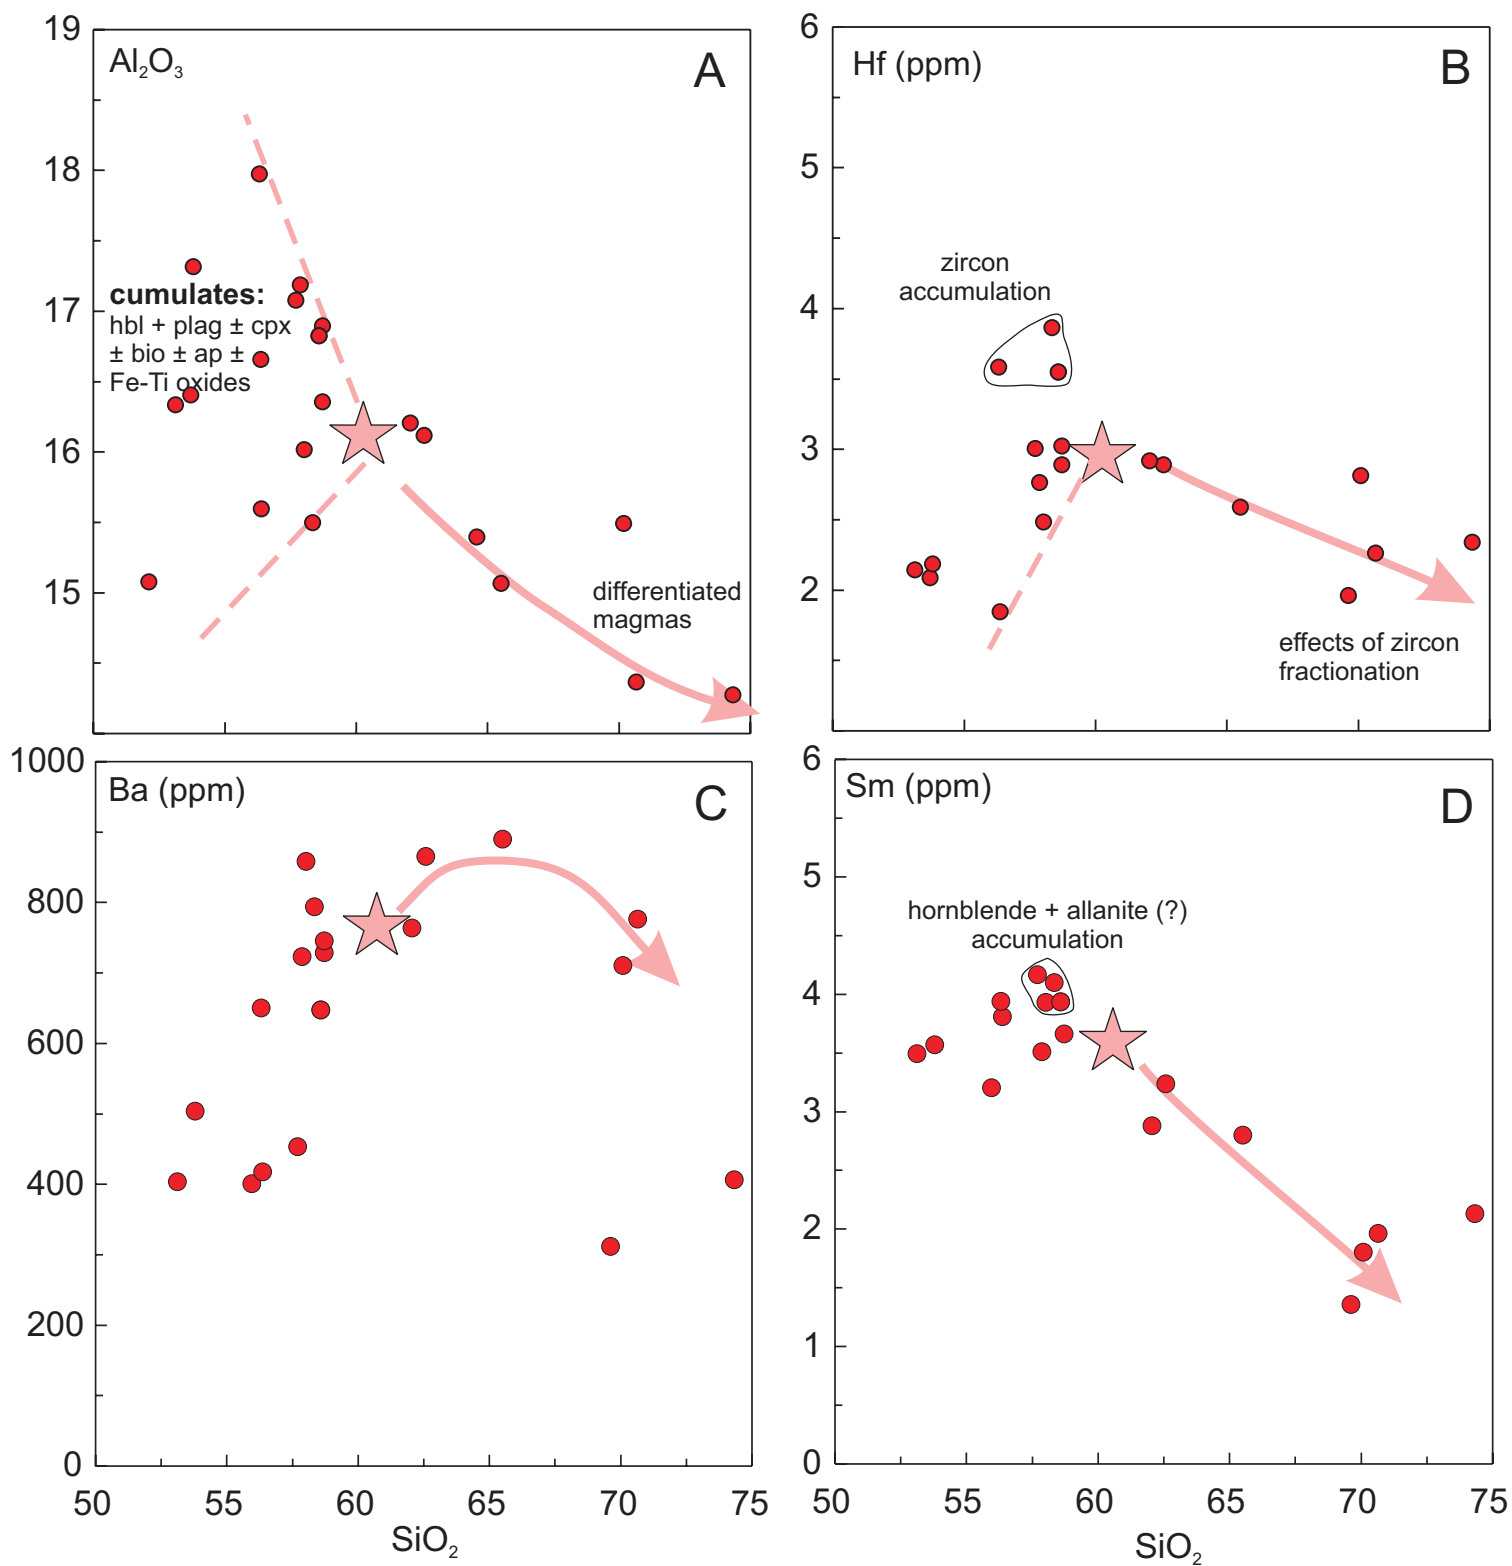 19
18
17
16
15
Al₂O₃
A
cumulates:
hbl + plag ± cpx
± bio ± ap ±
Fe-Ti oxides
differentiated
magmas
6
5
4
3
2
Hf (ppm)
B
zircon
accumulation
effects of zircon
fractionation
1000
800
600
400
200
0
Ba (ppm)
C
50 55 60 65 70 75
SiO₂
6
5
4
3
2
1
0
Sm (ppm)
D
hornblende + allanite (?)
accumulation
50 55 60 65 70 75
SiO₂